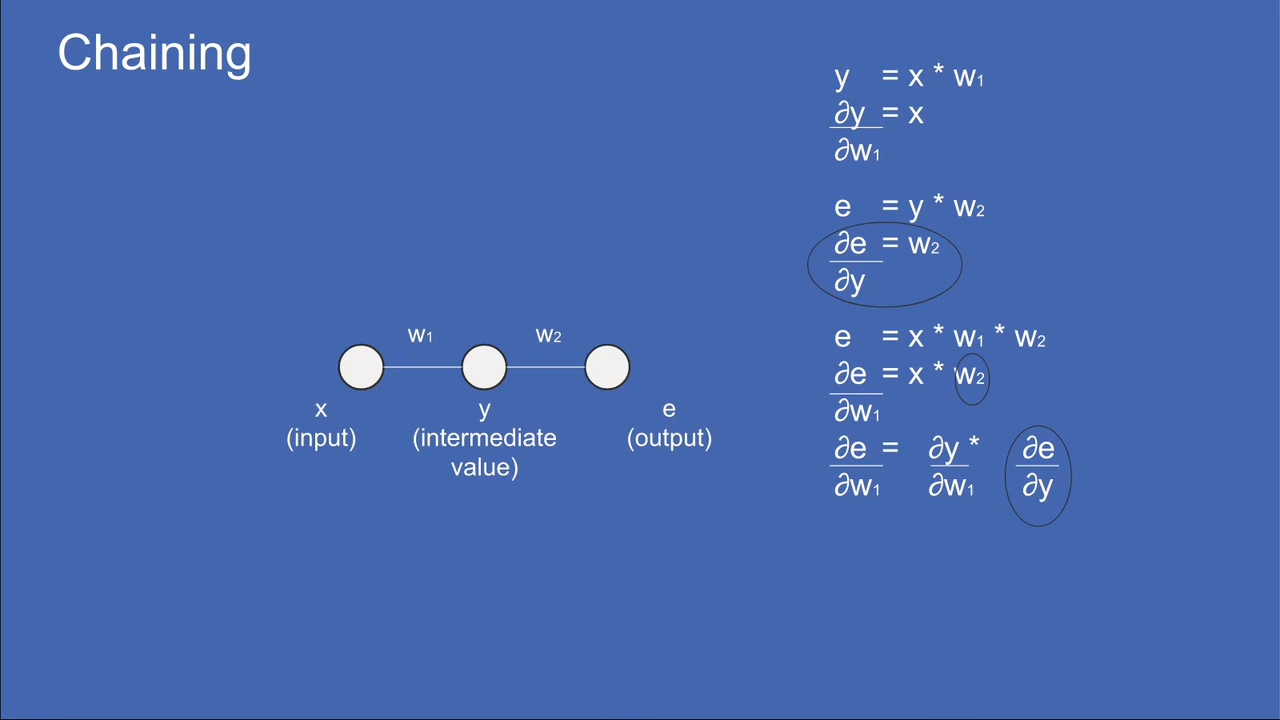 Chaining
y = x * w₁
∂y = x
∂w₁
e = y * w₂
∂e = w₂
∂y
e = x * w₁ * w₂
∂e = x * w₂
∂w₁
∂e = ∂y * ∂e
∂w₁ ∂w₁ ∂y
w₁ w₂
x y e
(input) (intermediate (output)
value)